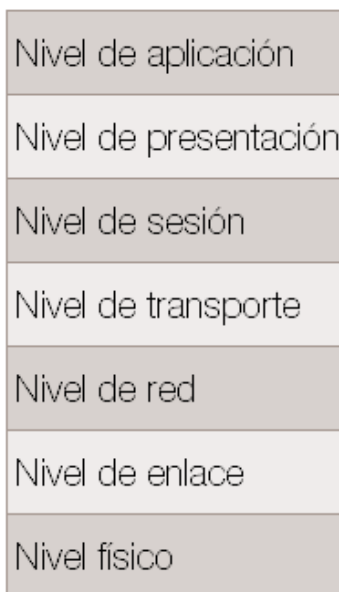 Nivel de aplicación
Nivel de presentación
Nivel de sesión
Nivel de transporte
Nivel de red
Nivel de enlace
Nivel físico